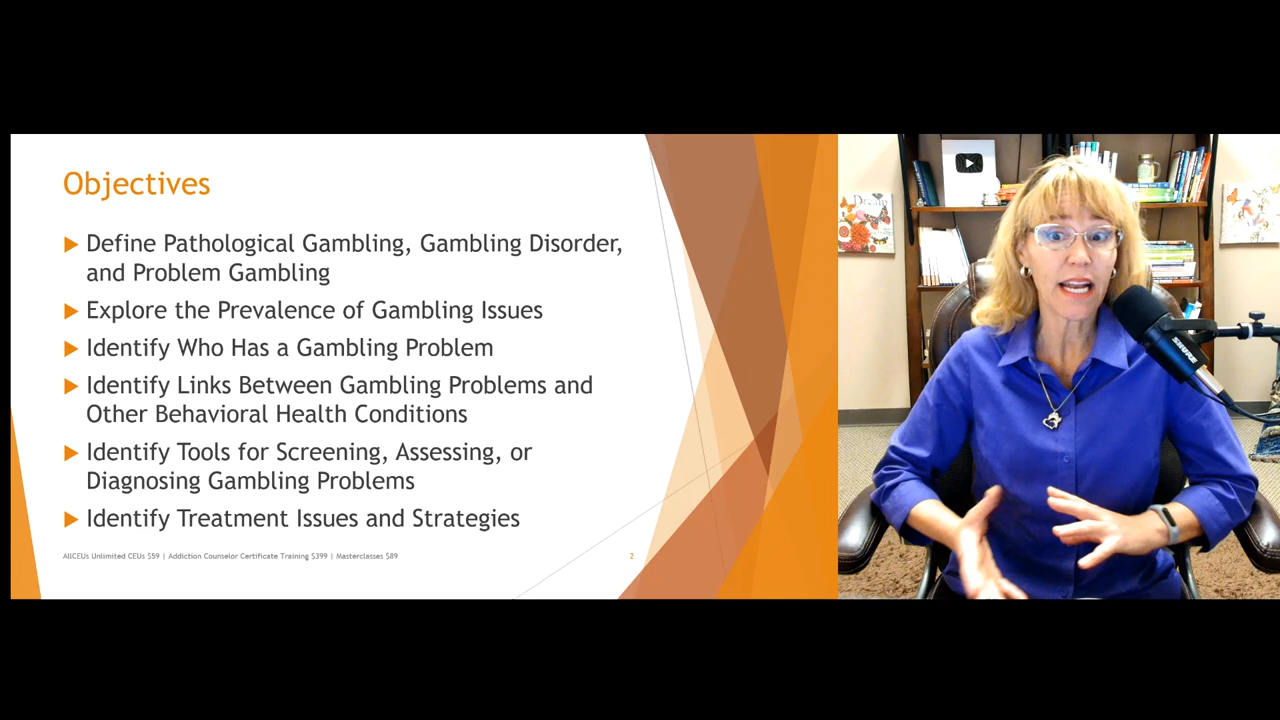 Objectives
Define Pathological Gambling, Gambling Disorder,
and Problem Gambling
Explore the Prevalence of Gambling Issues
Identify Who Has a Gambling Problem
Identify Links Between Gambling Problems and
Other Behavioral Health Conditions
Identify Tools for Screening, Assessing, or
Diagnosing Gambling Problems
Identify Treatment Issues and Strategies
AllCEUs Unlimited CEUs $59 | Addiction Counselor Certificate Training $399 | Masterclasses $89
2
SHURE